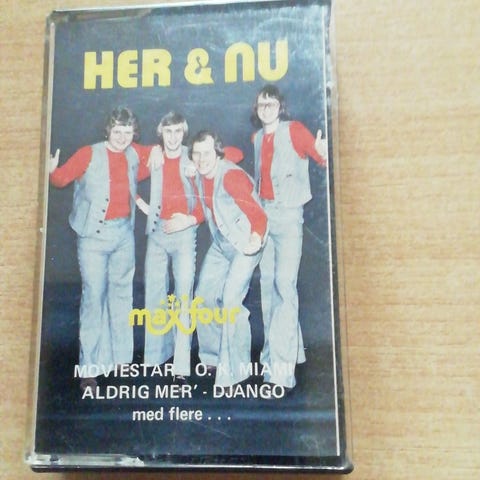 HER & NU
max four
MOVIESTAR - O. K. MIAMI
ALDRIG MER' - DJANGO
med flere . . .